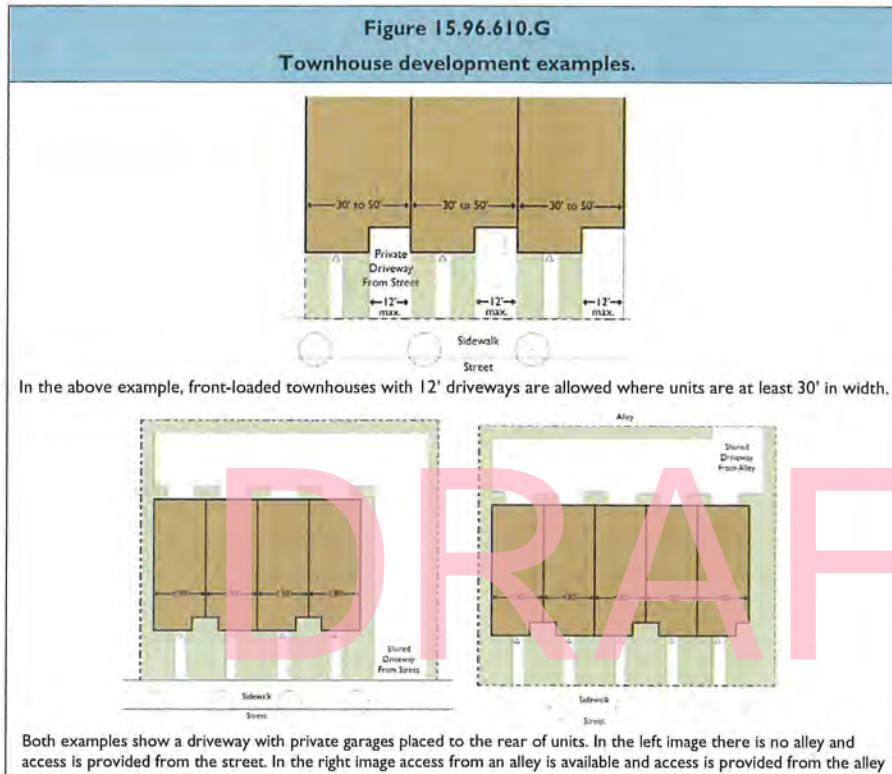 Figure 15.96.610.G
Townhouse development examples.
30' to 50' 30' to 50' 30' to 50'
Private
Driveway
From Street
12' 12' 12'
max. max. max.
Sidewalk
Street
In the above example, front-loaded townhouses with 12' driveways are allowed where units are at least 30' in width.
Alley
Shared
Driveway
From Alley
DRAF
Shared
Driveway
From Street
Sidewalk
Street
Sidewalk
Street
Both examples show a driveway with private garages placed to the rear of units. In the left image there is no alley and
access is provided from the street. In the right image access from an alley is available and access is provided from the alley